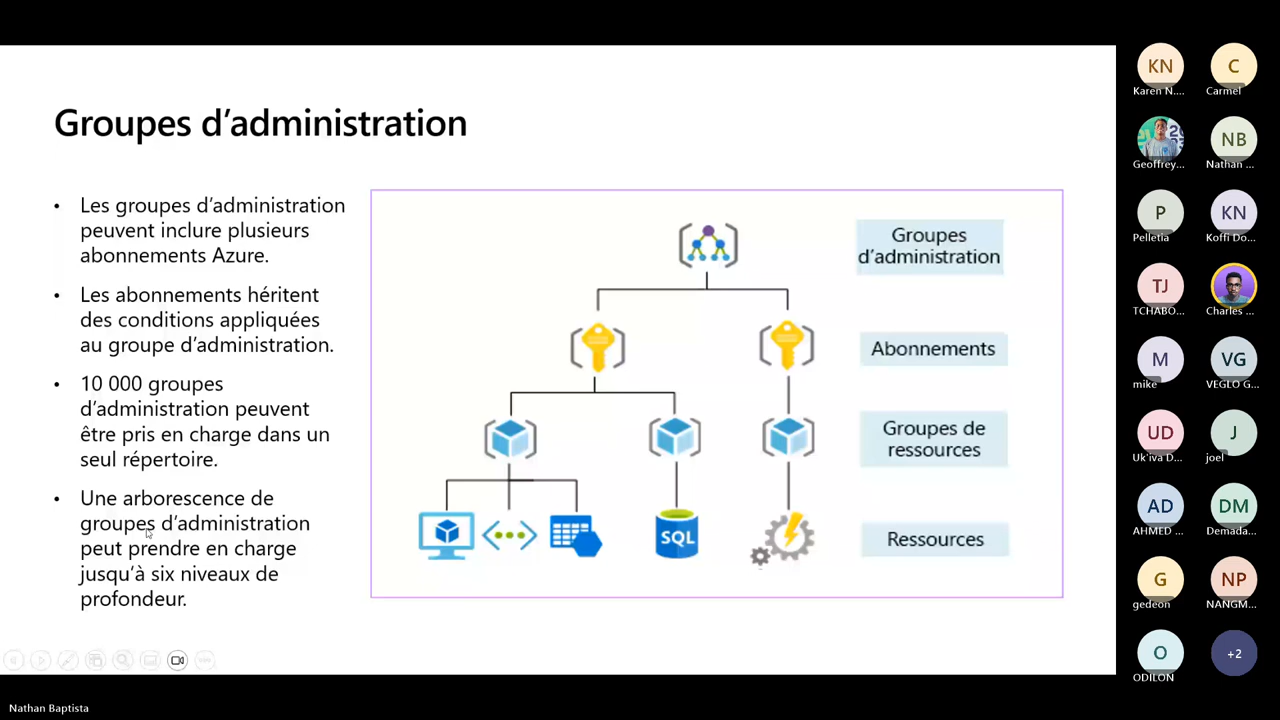 Groupes d’administration
• Les groupes d’administration
peuvent inclure plusieurs
abonnements Azure.
• Les abonnements héritent
des conditions appliquées
au groupe d’administration.
• 10 000 groupes
d’administration peuvent
être pris en charge dans un
seul répertoire.
• Une arborescence de
groupes d’administration
peut prendre en charge
jusqu’à six niveaux de
profondeur.
Groupes
d’administration
Abonnements
Groupes de
ressources
SQL
Ressources
KN
Karen N....
C
Carmel
Geoffrey...
NB
Nathan ...
P
Pelletia
KN
Koffi Do...
TJ
TCHABO...
Charles ...
M
mike
VG
VEGLO G...
UD
Uk'iva D...
J
joel
AD
AHMED ...
DM
Demada...
G
gedeon
NP
NANGM...
O
ODILON
+2
Nathan Baptista